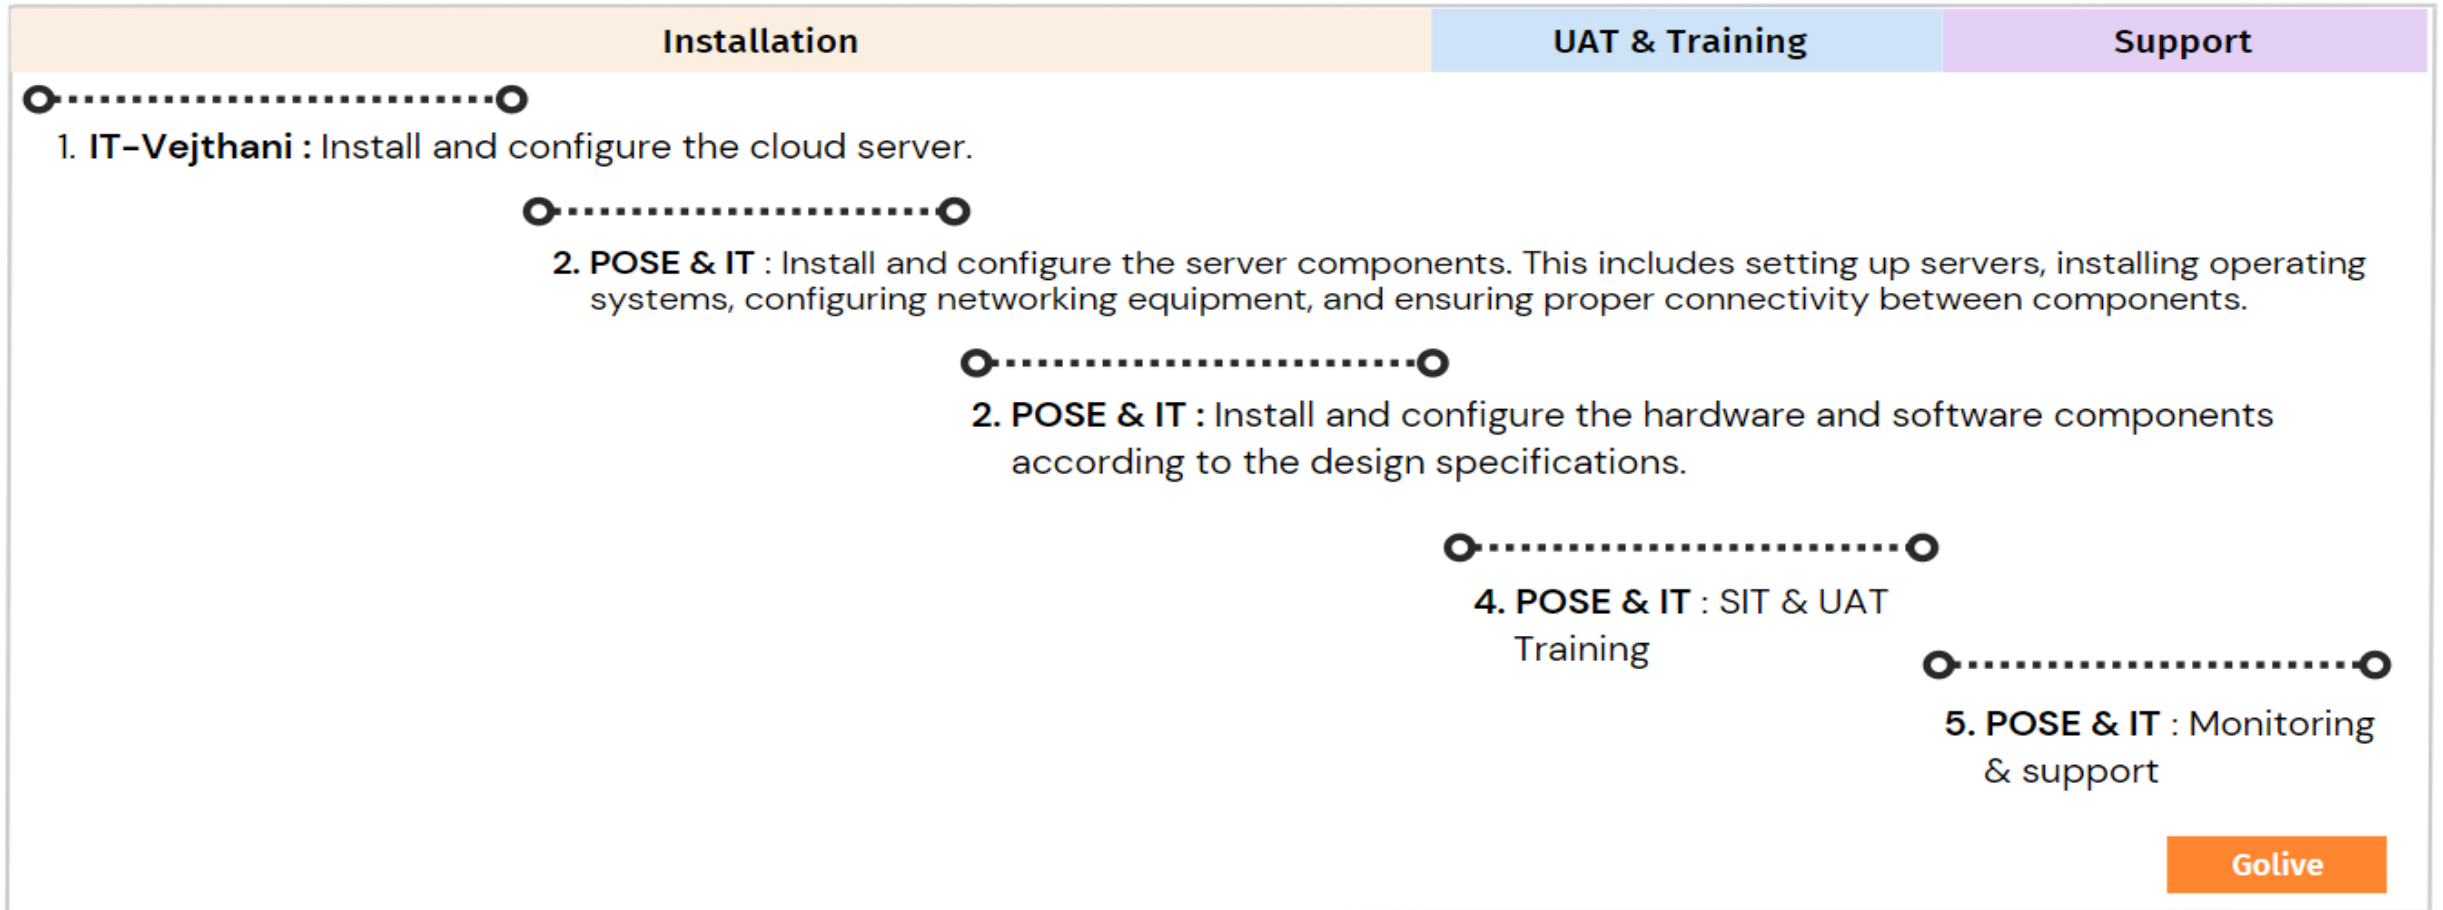 Installation
UAT & Training
Support
1. IT-Vejthani : Install and configure the cloud server.
2. POSE & IT : Install and configure the server components. This includes setting up servers, installing operating
systems, configuring networking equipment, and ensuring proper connectivity between components.
2. POSE & IT : Install and configure the hardware and software components
according to the design specifications.
4. POSE & IT : SIT & UAT
Training
5. POSE & IT : Monitoring
& support
Golive